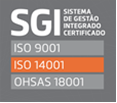 SGI SISTEMA
DE GESTÃO
INTEGRADO
CERTIFICADO
ISO 9001
ISO 14001
OHSAS 18001